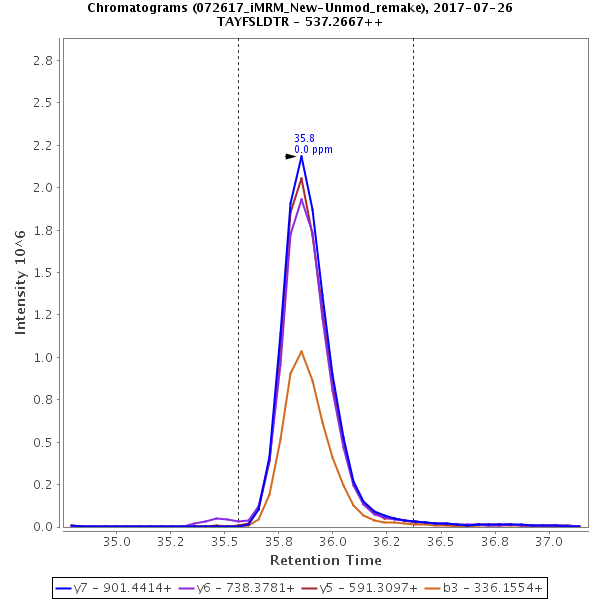 Chromatograms (072617_iMRM_New-Unmod_remake), 2017-07-26
TAYFSLDTR - 537.2667++
Intensity 10^6
2.8
2.5
2.2
2.0
1.8
1.5
1.2
1.0
0.8
0.5
0.2
0.0
35.8
0.0 ppm
35.0 35.2 35.5 35.8 36.0 36.2 36.5 36.8 37.0
Retention Time
y7 - 901.4414+ y6 - 738.3781+ y5 - 591.3097+ b3 - 336.1554+